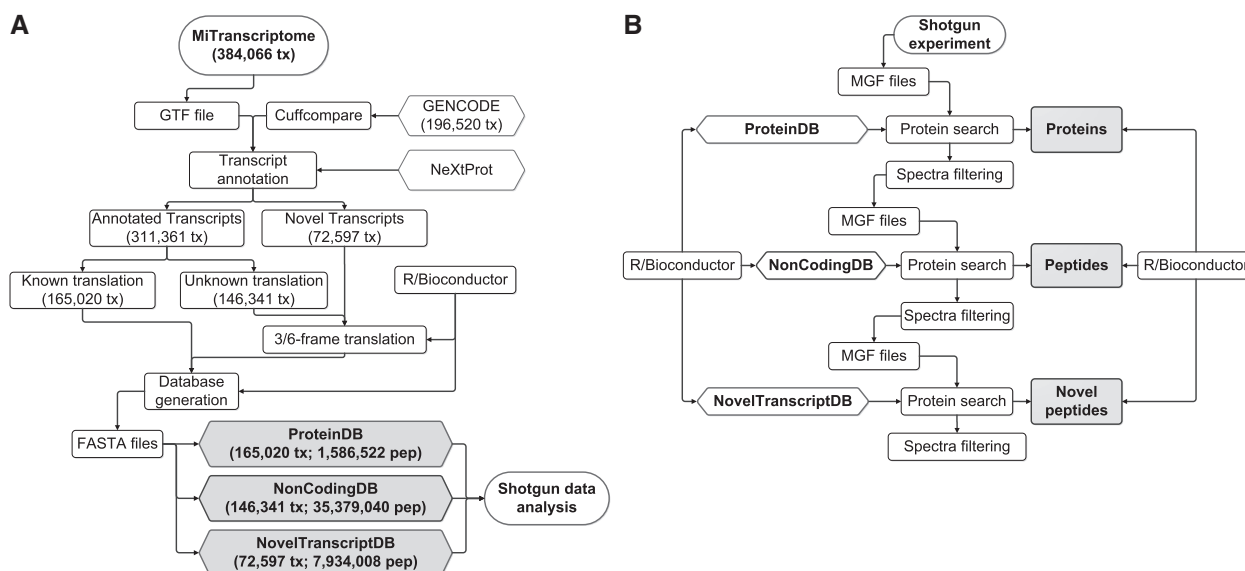 A
MiTranscriptome
(384,066 tx)
GTF file
Cuffcompare
GENCODE
(196,520 tx)
Transcript
annotation
NeXtProt
Annotated Transcripts
(311,361 tx)
Novel Transcripts
(72,597 tx)
Known translation
(165,020 tx)
Unknown translation
(146,341 tx)
R/Bioconductor
3/6-frame translation
Database
generation
FASTA files
ProteinDB
(165,020 tx; 1,586,522 pep)
NonCodingDB
(146,341 tx; 35,379,040 pep)
NovelTranscriptDB
(72,597 tx; 7,934,008 pep)
Shotgun data
analysis
B
Shotgun
experiment
MGF files
ProteinDB
Protein search
Proteins
Spectra filtering
MGF files
R/Bioconductor
NonCodingDB
Protein search
Peptides
R/Bioconductor
Spectra filtering
MGF files
NovelTranscriptDB
Protein search
Novel
peptides
Spectra filtering